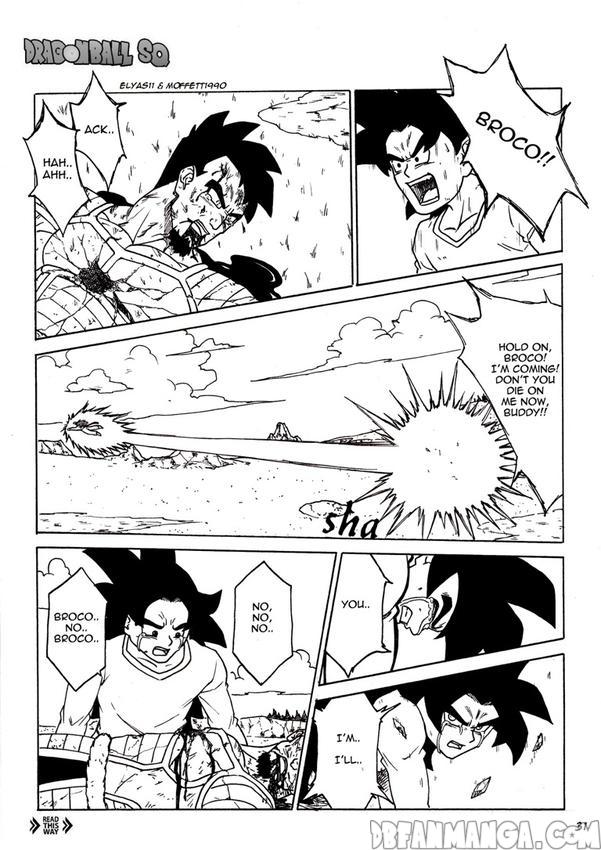 DRAGONBALL SQ
ELYAS11 & MOFFETT1990
ACK..
HAH..
AHH..
BROCO!!
HOLD ON,
BROCO!
I'M COMING!
DON'T YOU
DIE ON
ME NOW,
BUDDY!!
sha
BROCO..
NO..
BROCO..
NO,
NO,
NO..
YOU..
I'M..
I'LL..
READ
THIS
WAY
31
DBFANMANGA.COM